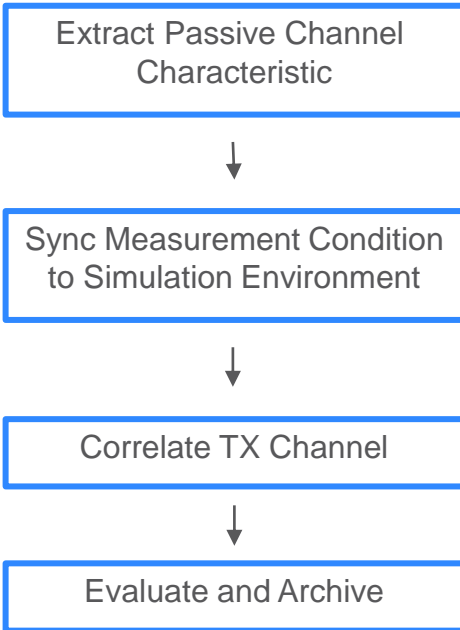 Extract Passive Channel
Characteristic
Sync Measurement Condition
to Simulation Environment
Correlate TX Channel
Evaluate and Archive